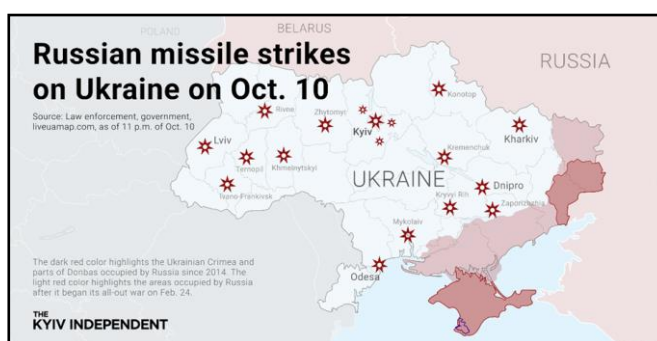 POLAND
BELARUS
RUSSIA
Russian missile strikes
on Ukraine on Oct. 10
Source: Law enforcement, government,
liveuamap.com, as of 11 p.m. of Oct. 10
Konotop
Rivne
Zhytomyr
Kyiv
Kharkiv
Lviv
Ternopil
Khmelnytskyi
Kremenchuk
UKRAINE
Ivano-Frankivsk
Dnipro
Kryvyi Rih
Zaporizhzhia
Mykolaiv
Odesa
The dark red color highlights the Ukrainian Crimea and
parts of Donbas occupied by Russia since 2014. The
light red color highlights the areas occupied by Russia
after it began its all-out war on Feb. 24.
THE
KYIV INDEPENDENT